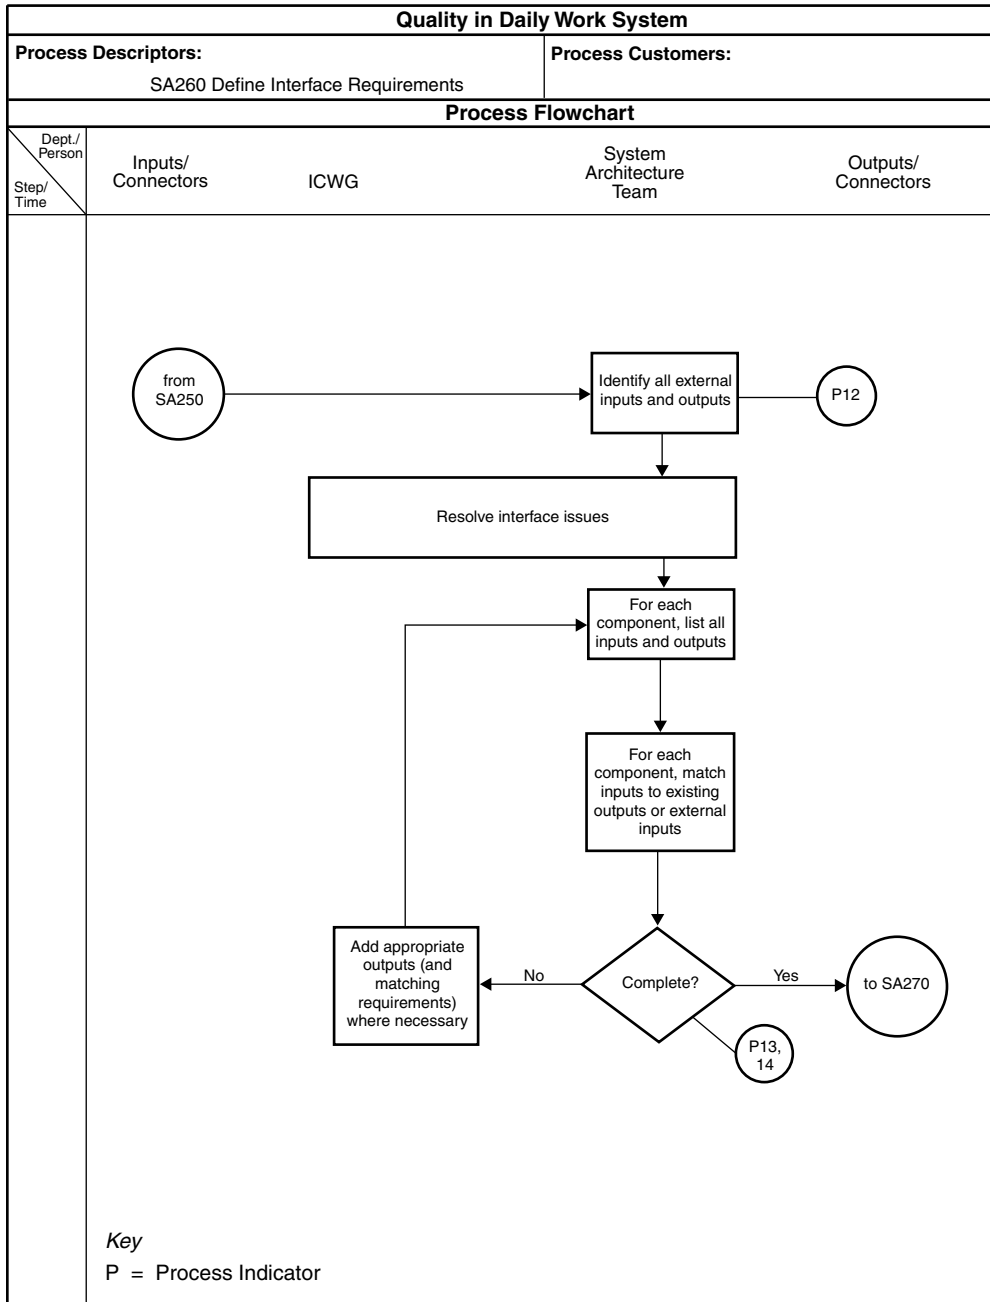 Quality in Daily Work System
Process Descriptors:
SA260 Define Interface Requirements
Process Customers:
Process Flowchart
Dept./
Person
Step/
Time
Inputs/
Connectors
ICWG
System
Architecture
Team
Outputs/
Connectors
from
SA250
Identify all external
inputs and outputs
P12
Resolve interface issues
For each
component, list all
inputs and outputs
For each
component, match
inputs to existing
outputs or external
inputs
Add appropriate
outputs (and
matching
requirements)
where necessary
No
Complete?
Yes
to SA270
P13,
14
Key
P = Process Indicator